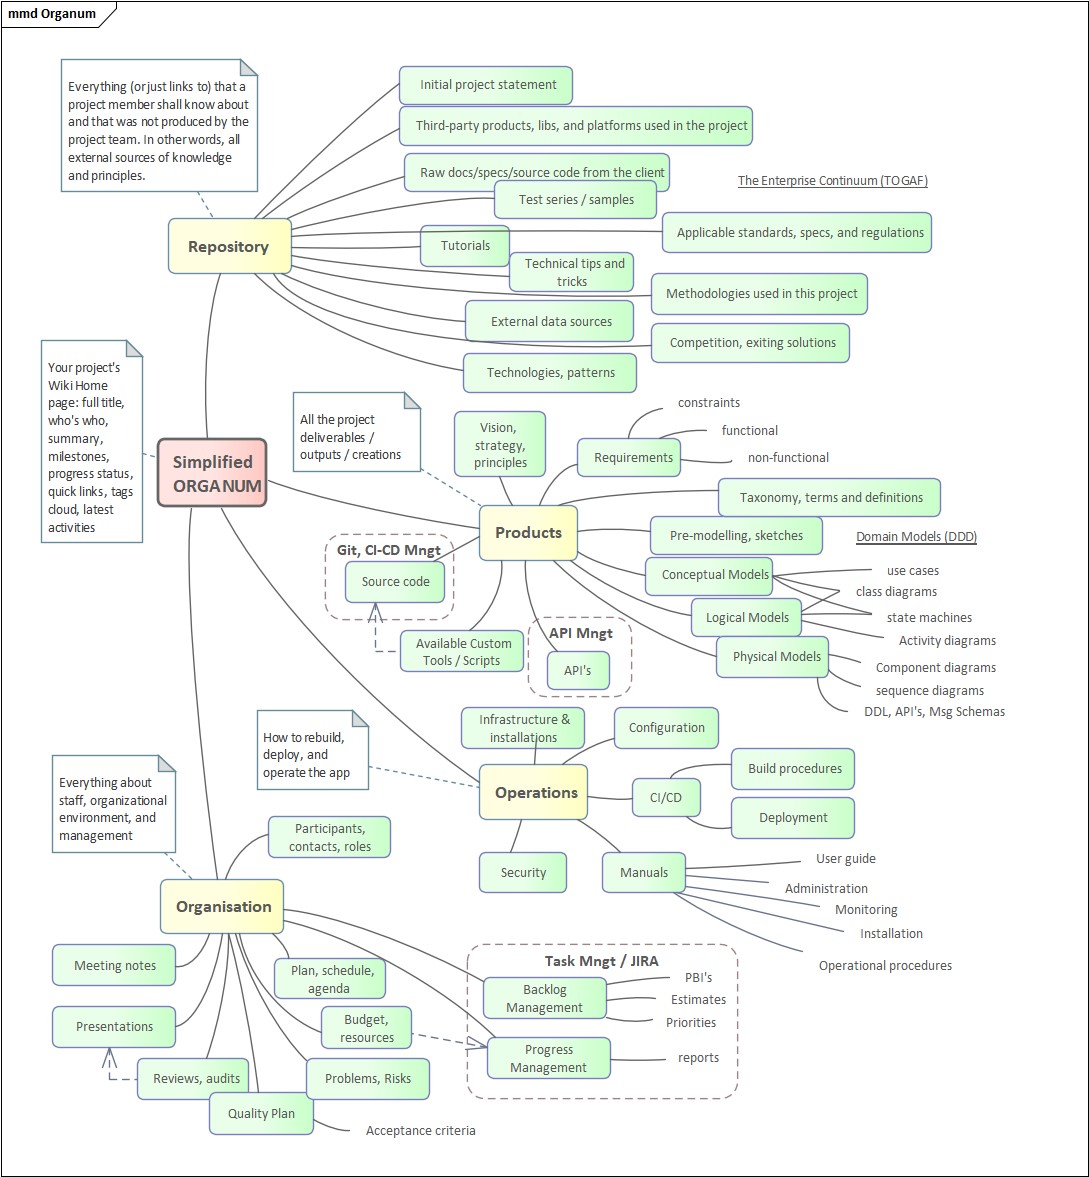 mmd Organum
Everything (or just links to) that a
project member shall know about
and that was not produced by the
project team. In other words, all
external sources of knowledge
and principles.
Initial project statement
Third-party products, libs, and platforms used in the project
Raw docs/specs/source code from the client
The Enterprise Continuum (TOGAF)
Test series / samples
Repository
Applicable standards, specs, and regulations
Tutorials
Technical tips and
tricks
Methodologies used in this project
External data sources
Competition, exiting solutions
Technologies, patterns
Your project's
Wiki Home
page: full title,
who's who,
summary,
milestones,
progress status,
quick links, tags
cloud, latest
activities
Simplified
ORGANUM
All the project
deliverables /
outputs / creations
Vision,
strategy,
principles
Requirements
constraints
functional
non-functional
Products
Taxonomy, terms and definitions
Pre-modelling, sketches
Domain Models (DDD)
Git, CI-CD Mngt
Source code
Conceptual Models
use cases
class diagrams
Logical Models
state machines
Activity diagrams
Available Custom
Tools / Scripts
API Mngt
API's
Physical Models
Component diagrams
sequence diagrams
DDL, API's, Msg Schemas
How to rebuild,
deploy, and
operate the app
Infrastructure &
installations
Configuration
Operations
CI/CD
Build procedures
Deployment
Security
Manuals
User guide
Administration
Monitoring
Installation
Operational procedures
Everything about
staff, organizational
environment, and
management
Participants,
contacts, roles
Organisation
Meeting notes
Plan, schedule,
agenda
Presentations
Budget,
resources
Reviews, audits
Problems, Risks
Quality Plan
Acceptance criteria
Task Mngt / JIRA
Backlog
Management
PBI's
Estimates
Priorities
Progress
Management
reports